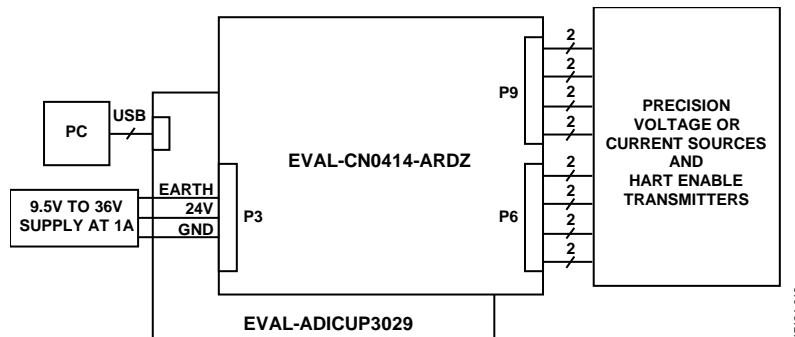 PC
USB
9.5V TO 36V
SUPPLY AT 1A
EARTH
24V
GND
P3
EVAL-CN0414-ARDZ
EVAL-ADICUP3029
P9
2
2
2
2
P6
2
2
2
2
PRECISION
VOLTAGE OR
CURRENT SOURCES
AND
HART ENABLE
TRANSMITTERS